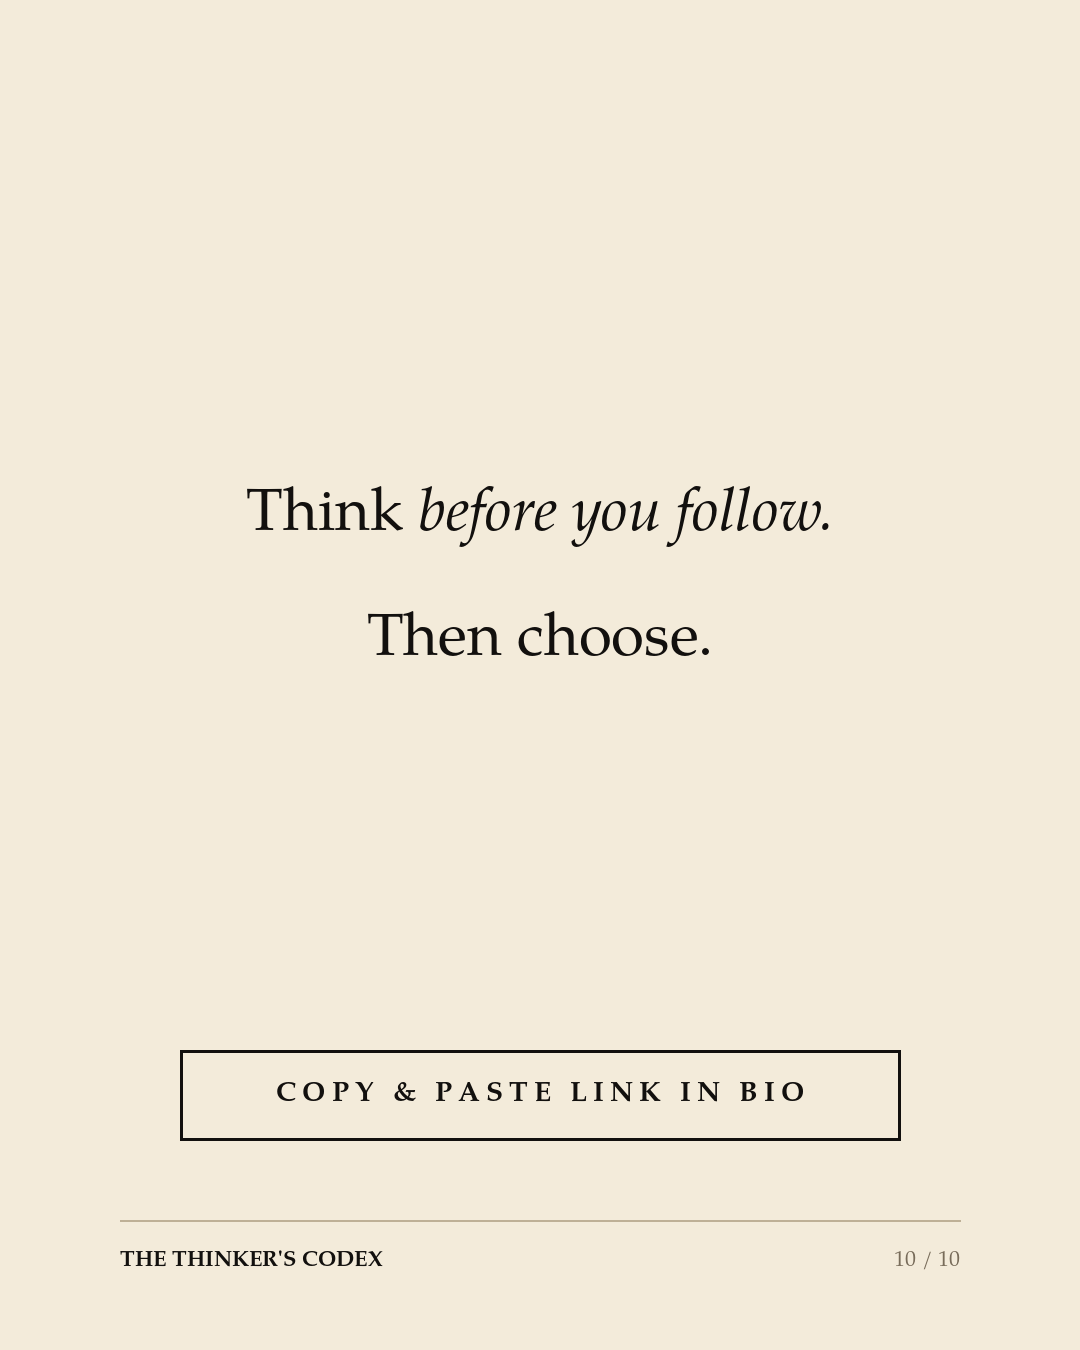 Think before you follow.
Then choose.
COPY & PASTE LINK IN BIO
THE THINKER'S CODEX
10 / 10